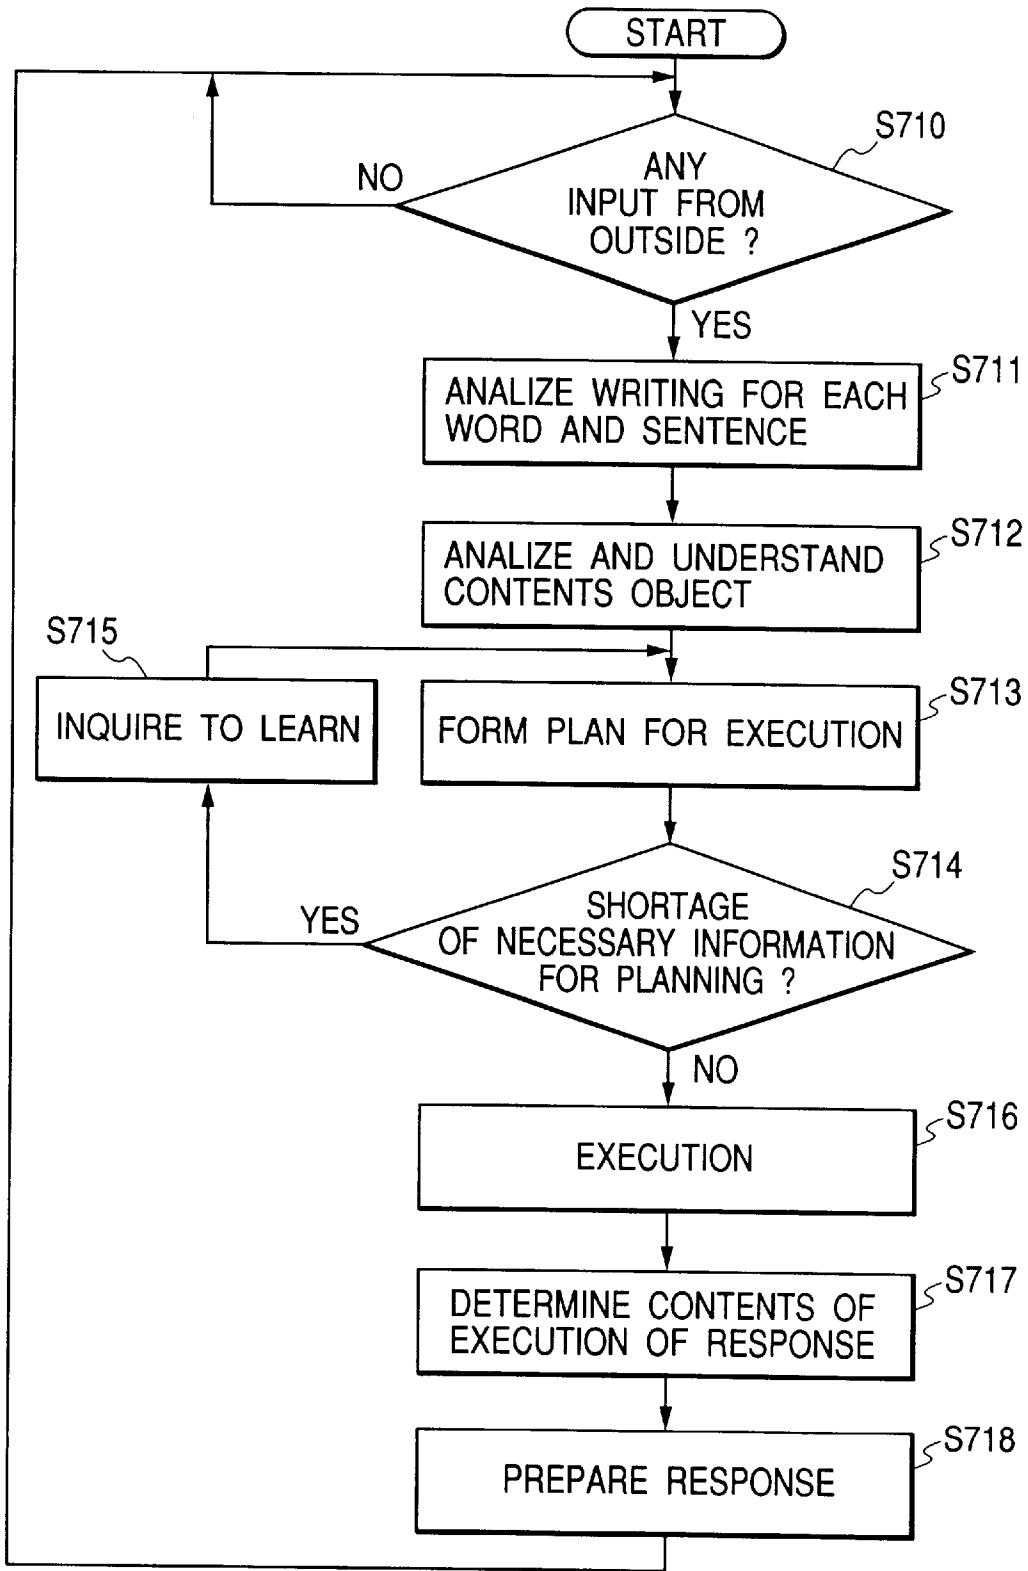 START
S710
ANY
INPUT FROM
OUTSIDE ?
NO
YES
S711
ANALIZE WRITING FOR EACH
WORD AND SENTENCE
S712
ANALIZE AND UNDERSTAND
CONTENTS OBJECT
S715
INQUIRE TO LEARN
S713
FORM PLAN FOR EXECUTION
S714
SHORTAGE
OF NECESSARY INFORMATION
FOR PLANNING ?
YES
NO
S716
EXECUTION
S717
DETERMINE CONTENTS OF
EXECUTION OF RESPONSE
S718
PREPARE RESPONSE